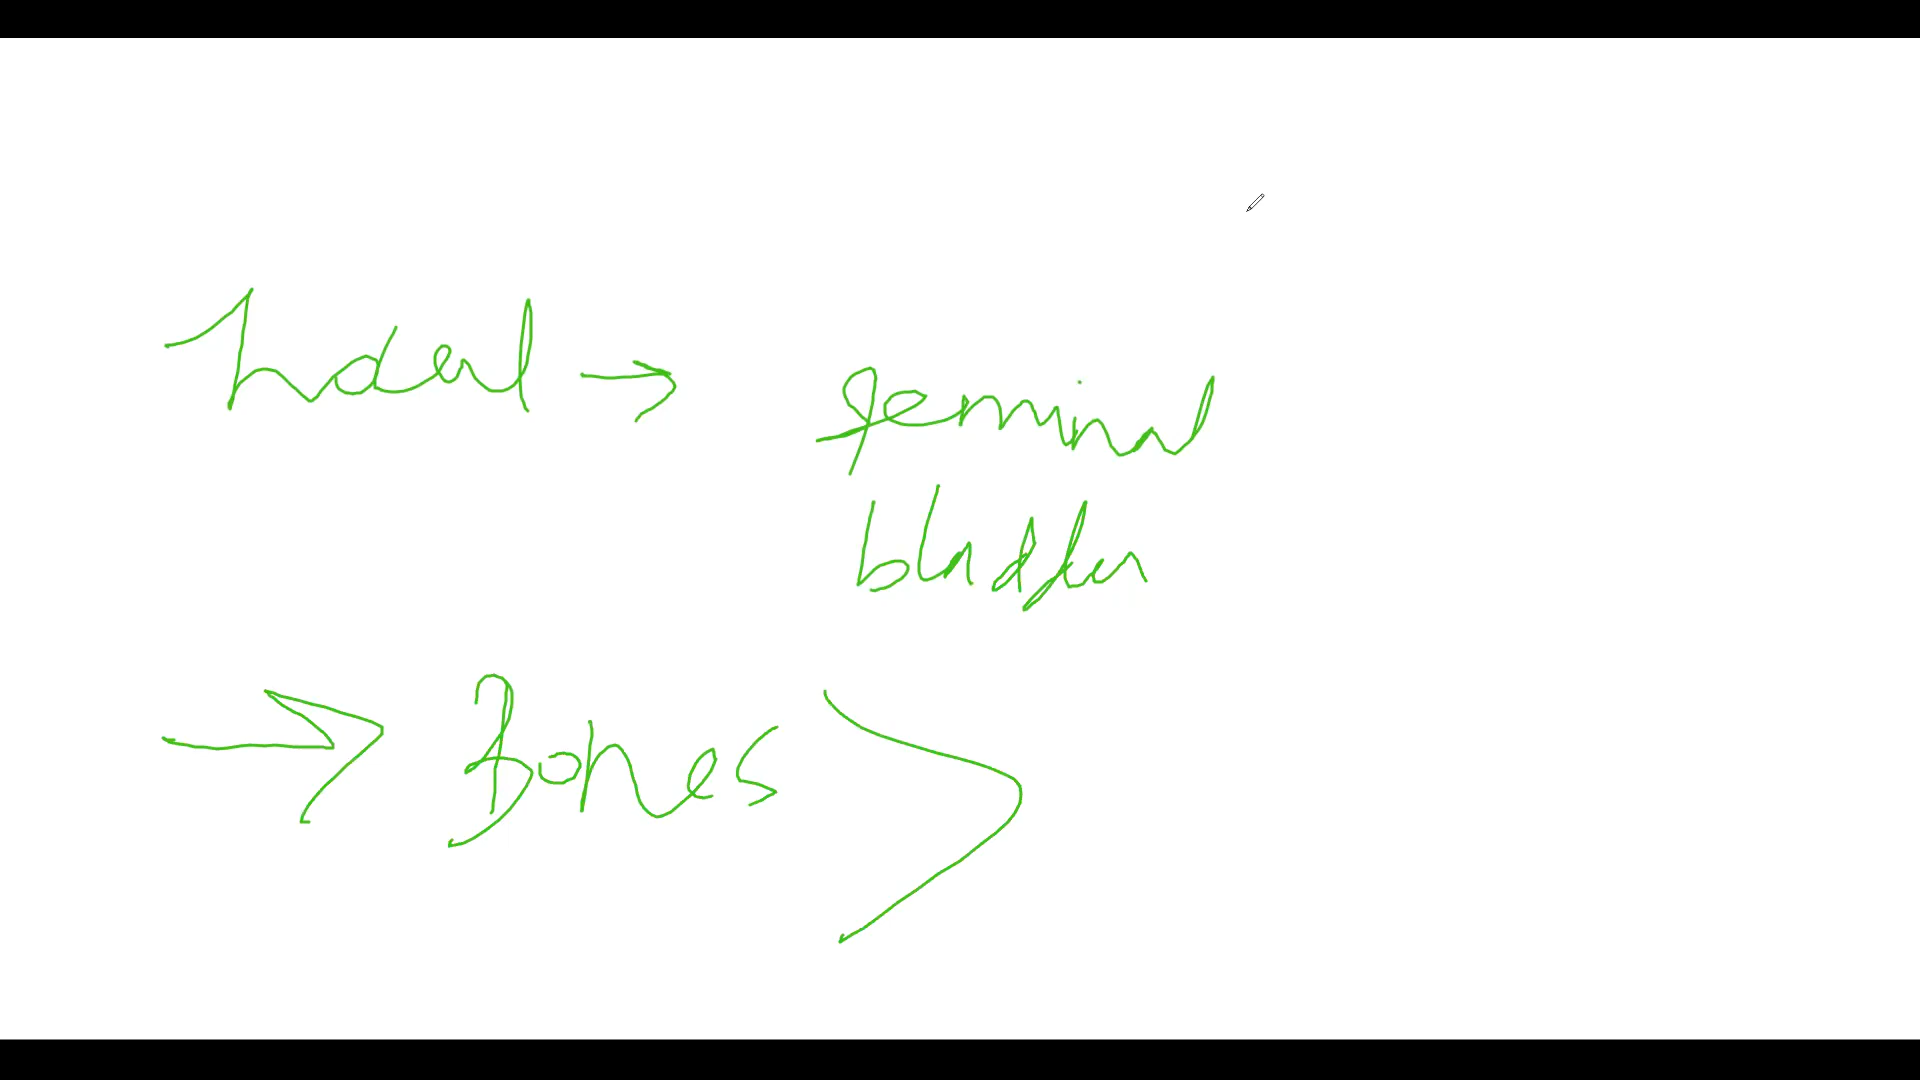 → seminal
bladder
→ Bones